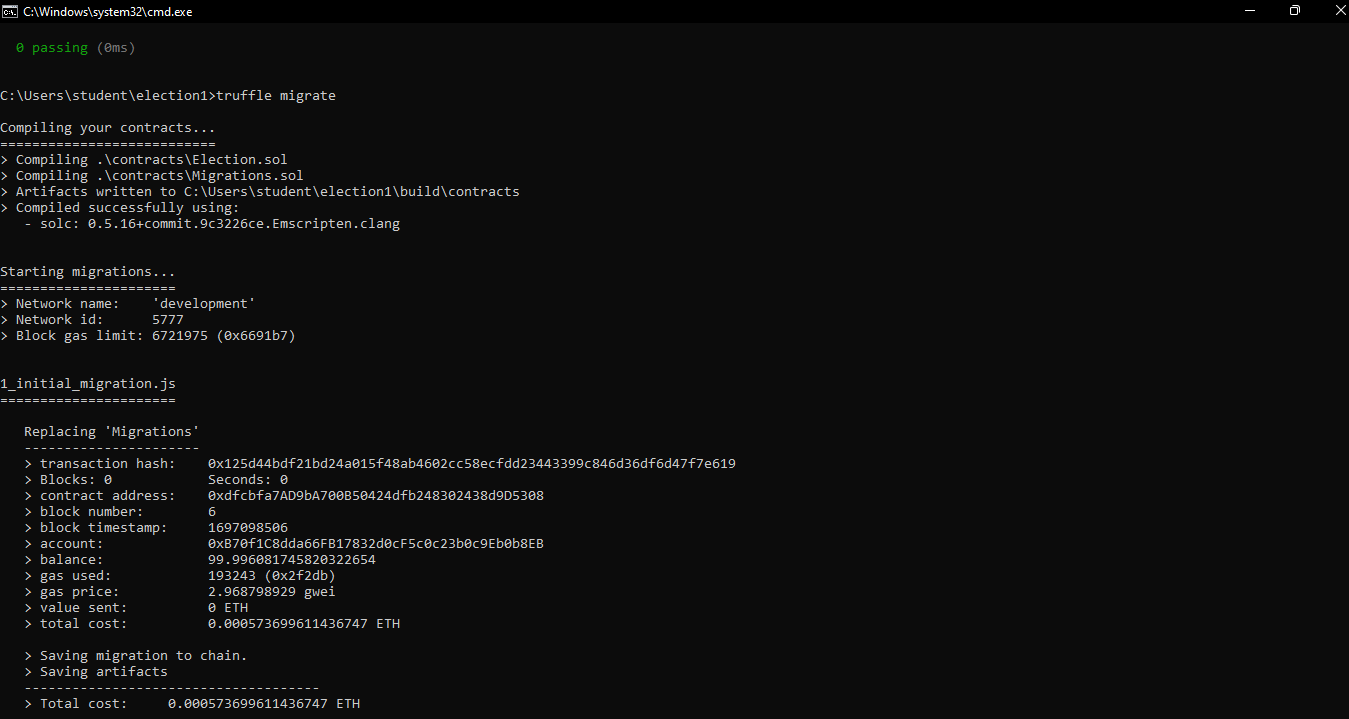 C:\Windows\system32\cmd.exe
0 passing (0ms)
C:\Users\student\election1>truffle migrate
Compiling your contracts...
===========================
> Compiling .\contracts\Election.sol
> Compiling .\contracts\Migrations.sol
> Artifacts written to C:\Users\student\election1\build\contracts
> Compiled successfully using:
- solc: 0.5.16+commit.9c3226ce.Emscripten.clang
Starting migrations...
======================
> Network name: 'development'
> Network id: 5777
> Block gas limit: 6721975 (0x6691b7)
1_initial_migration.js
======================
Replacing 'Migrations'
----------------------
> transaction hash: 0x125d44bdf21bd24a015f48ab4602cc58ecfdd23443399c846d36df6d47f7e619
> Blocks: 0 Seconds: 0
> contract address: 0xdfcbfa7AD9bA700B50424dfb248302438d9D5308
> block number: 6
> block timestamp: 1697098506
> account: 0xB70f1C8dda66FB17832d0cF5c0c23b0c9Eb0b8EB
> balance: 99.996081745820322654
> gas used: 193243 (0x2f2db)
> gas price: 2.968798929 gwei
> value sent: 0 ETH
> total cost: 0.000573699611436747 ETH
> Saving migration to chain.
> Saving artifacts
-------------------------------------
> Total cost: 0.000573699611436747 ETH